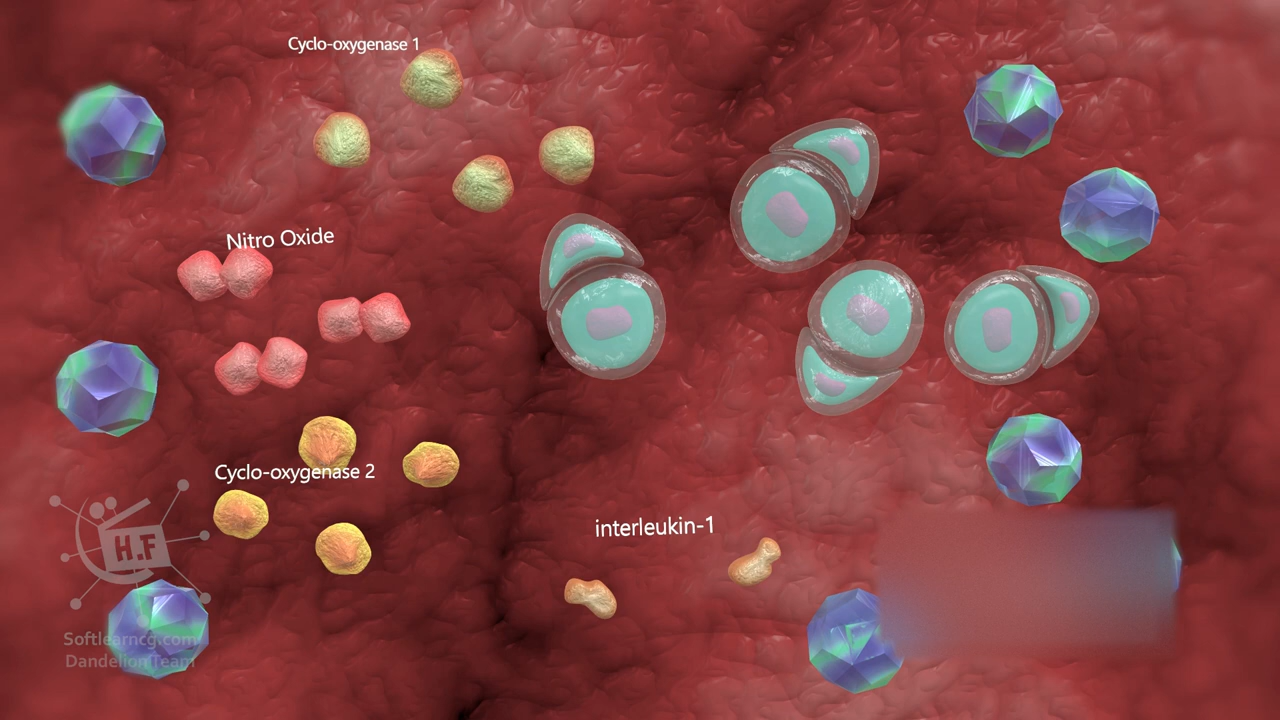 Cyclo-oxygenase 1
Nitro Oxide
Cyclo-oxygenase 2
interleukin-1
H.F
Softlearncg.com
Dandelion Team